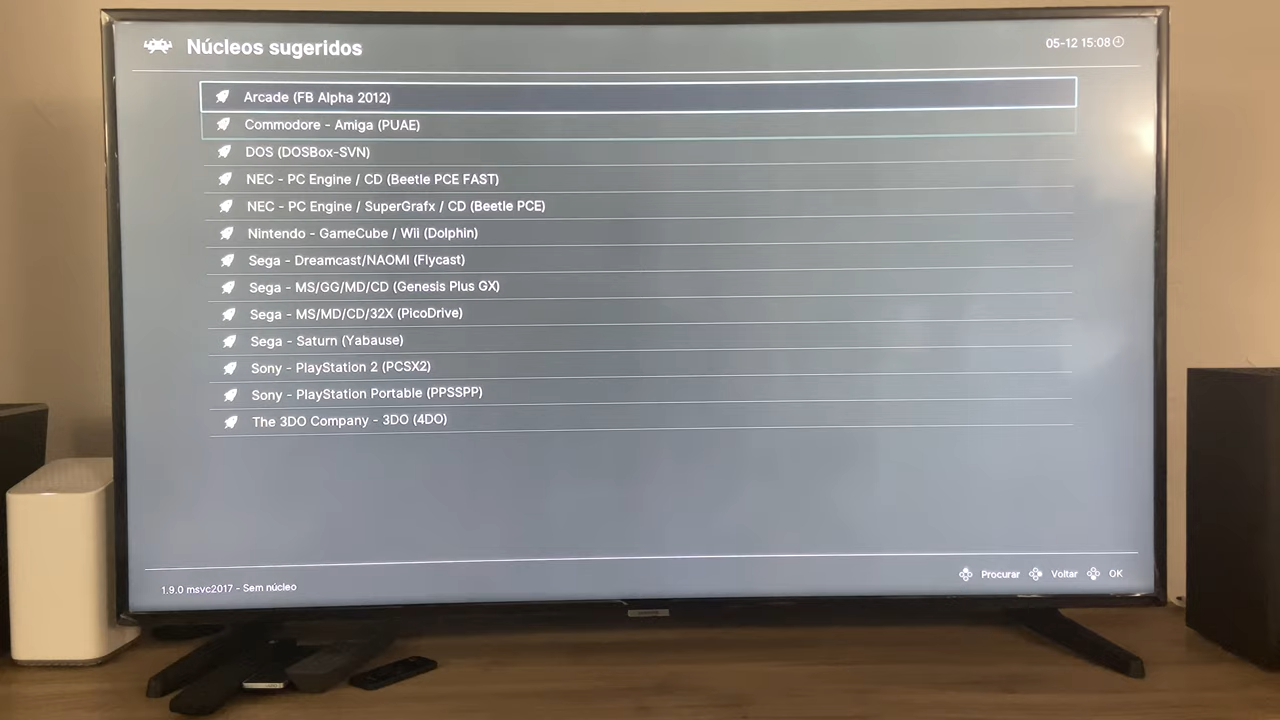 Núcleos sugeridos
05-12 15:08
Arcade (FB Alpha 2012)
Commodore - Amiga (PUAE)
DOS (DOSBox-SVN)
NEC - PC Engine / CD (Beetle PCE FAST)
NEC - PC Engine / SuperGrafx / CD (Beetle PCE)
Nintendo - GameCube / Wii (Dolphin)
Sega - Dreamcast/NAOMI (Flycast)
Sega - MS/GG/MD/CD (Genesis Plus GX)
Sega - MS/MD/CD/32X (PicoDrive)
Sega - Saturn (Yabause)
Sony - PlayStation 2 (PCSX2)
Sony - PlayStation Portable (PPSSPP)
The 3DO Company - 3DO (4DO)
1.9.0 msvc2017 - Sem núcleo
Procurar Voltar OK